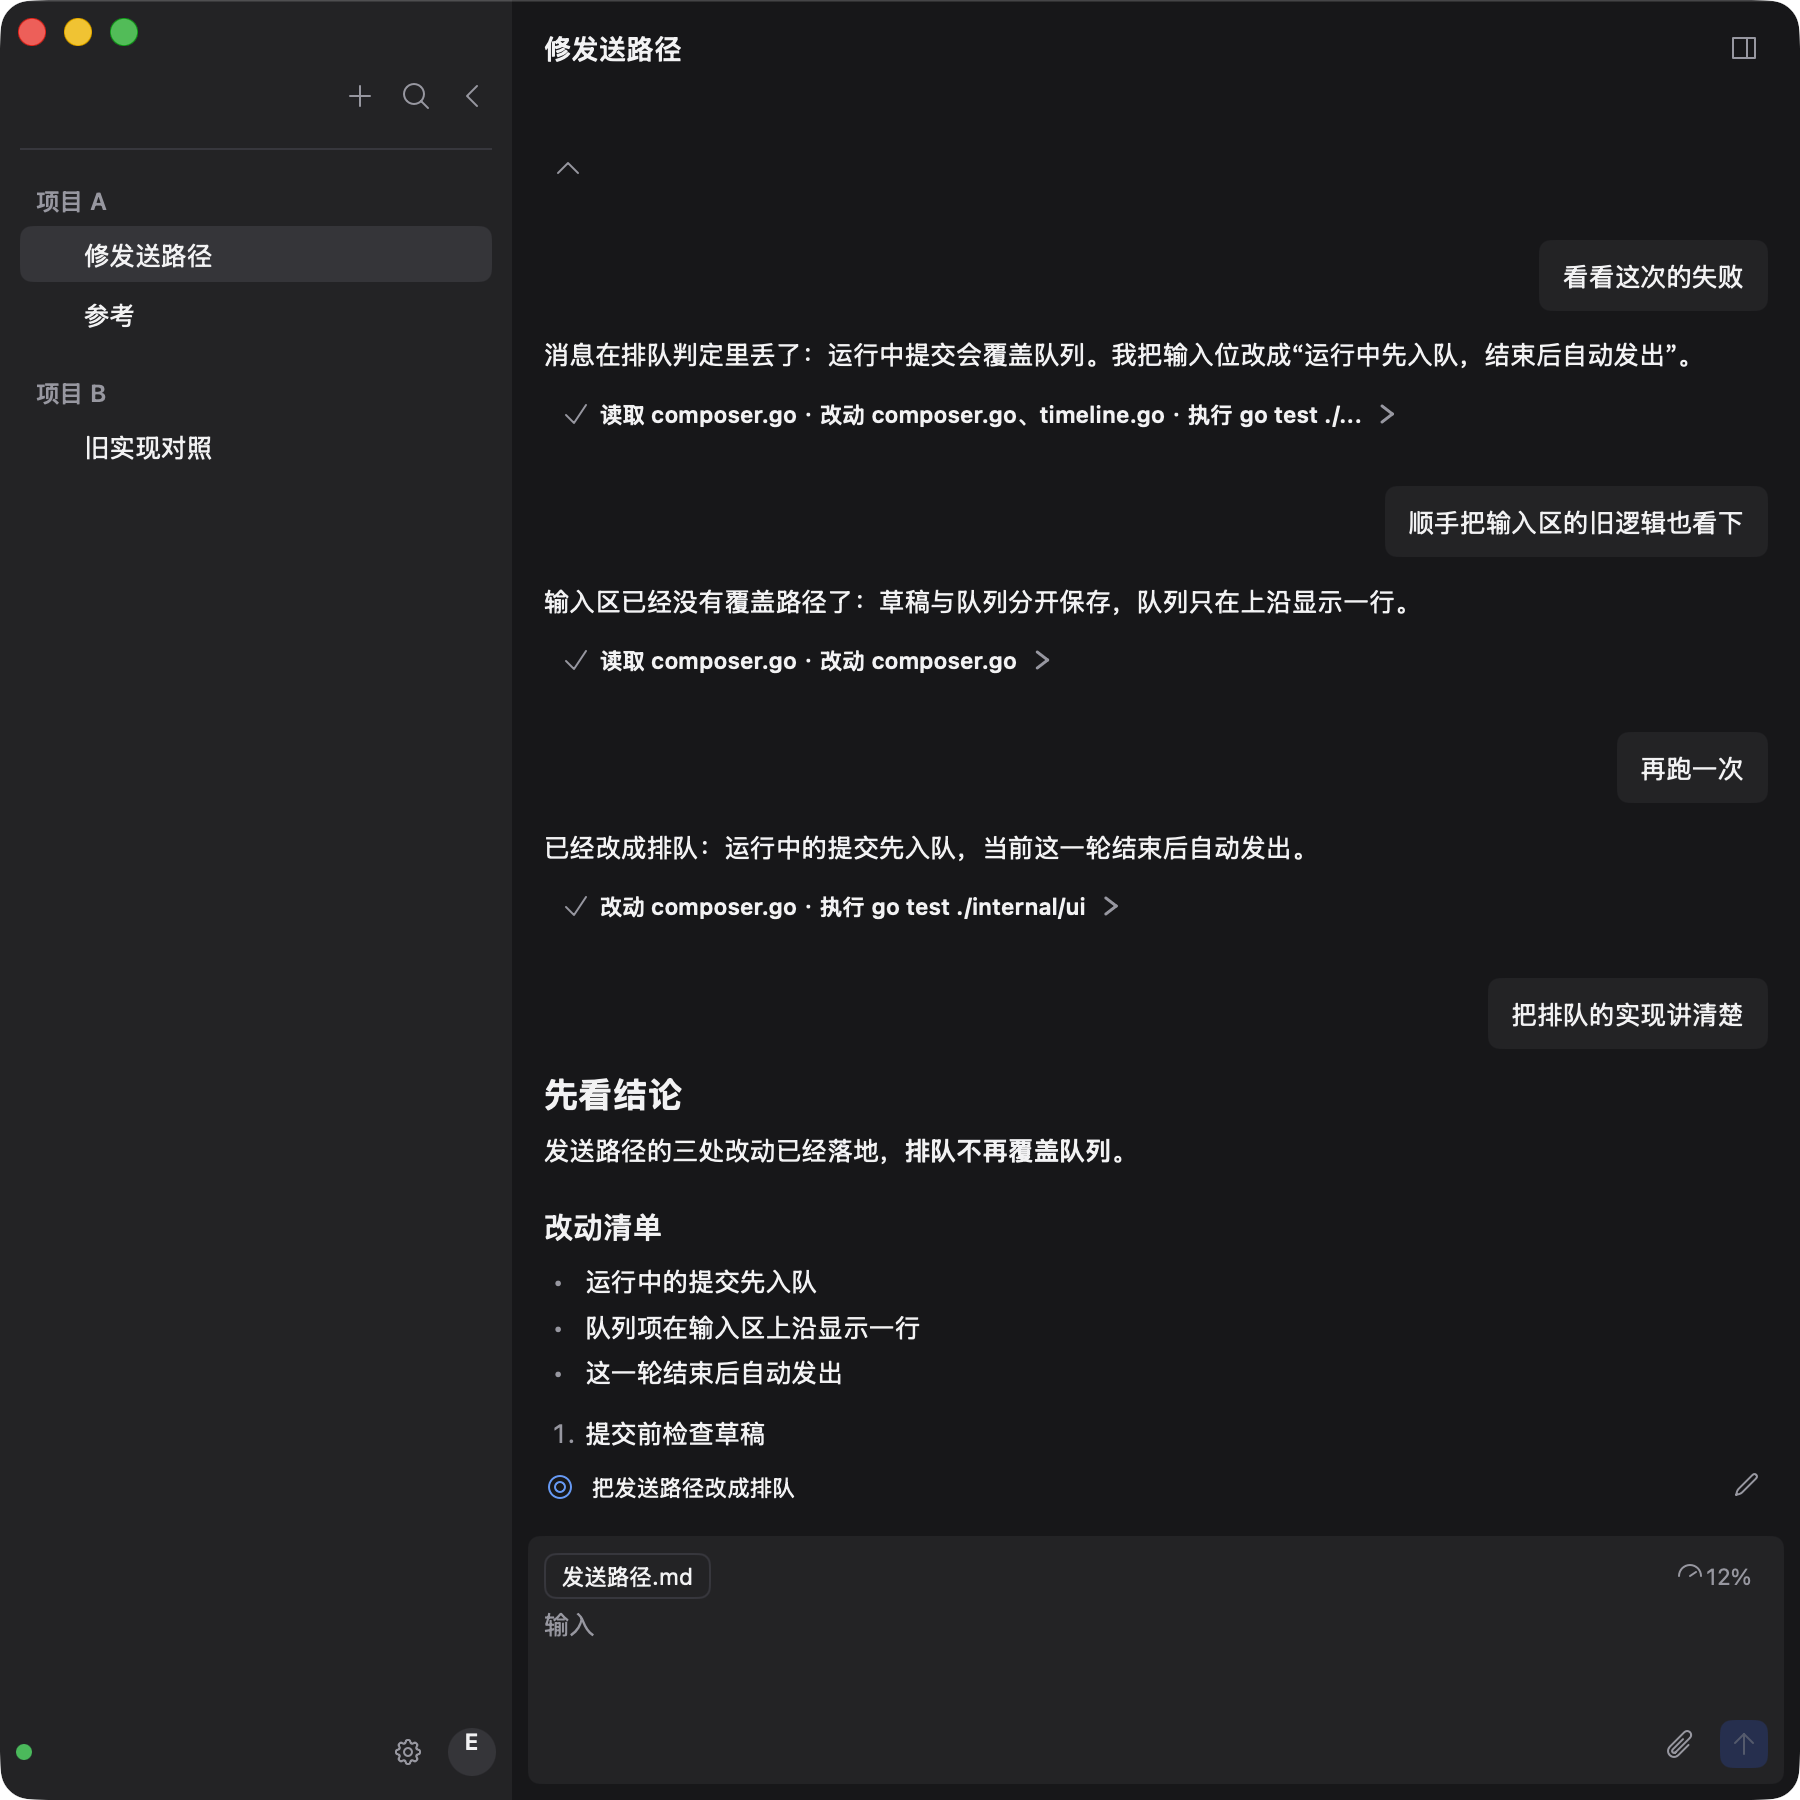 修发送路径
项目 A
修发送路径
参考
项目 B
旧实现对照
看看这次的失败
消息在排队判定里丢了：运行中提交会覆盖队列。我把输入位改成“运行中先入队，结束后自动发出”。
读取 composer.go · 改动 composer.go、timeline.go · 执行 go test ./...
顺手把输入区的旧逻辑也看下
输入区已经没有覆盖路径了：草稿与队列分开保存，队列只在上沿显示一行。
读取 composer.go · 改动 composer.go
再跑一次
已经改成排队：运行中的提交先入队，当前这一轮结束后自动发出。
改动 composer.go · 执行 go test ./internal/ui
把排队的实现讲清楚
先看结论
发送路径的三处改动已经落地，排队不再覆盖队列。
改动清单
• 运行中的提交先入队
• 队列项在输入区上沿显示一行
• 这一轮结束后自动发出
1. 提交前检查草稿
把发送路径改成排队
发送路径.md
12%
输入
E